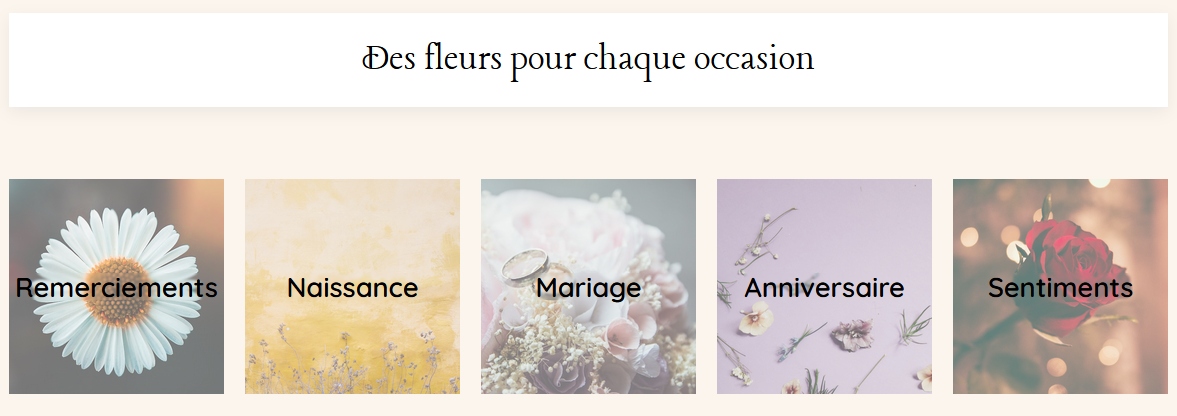 Des fleurs pour chaque occasion
Remerciements
Naissance
Mariage
Anniversaire
Sentiments